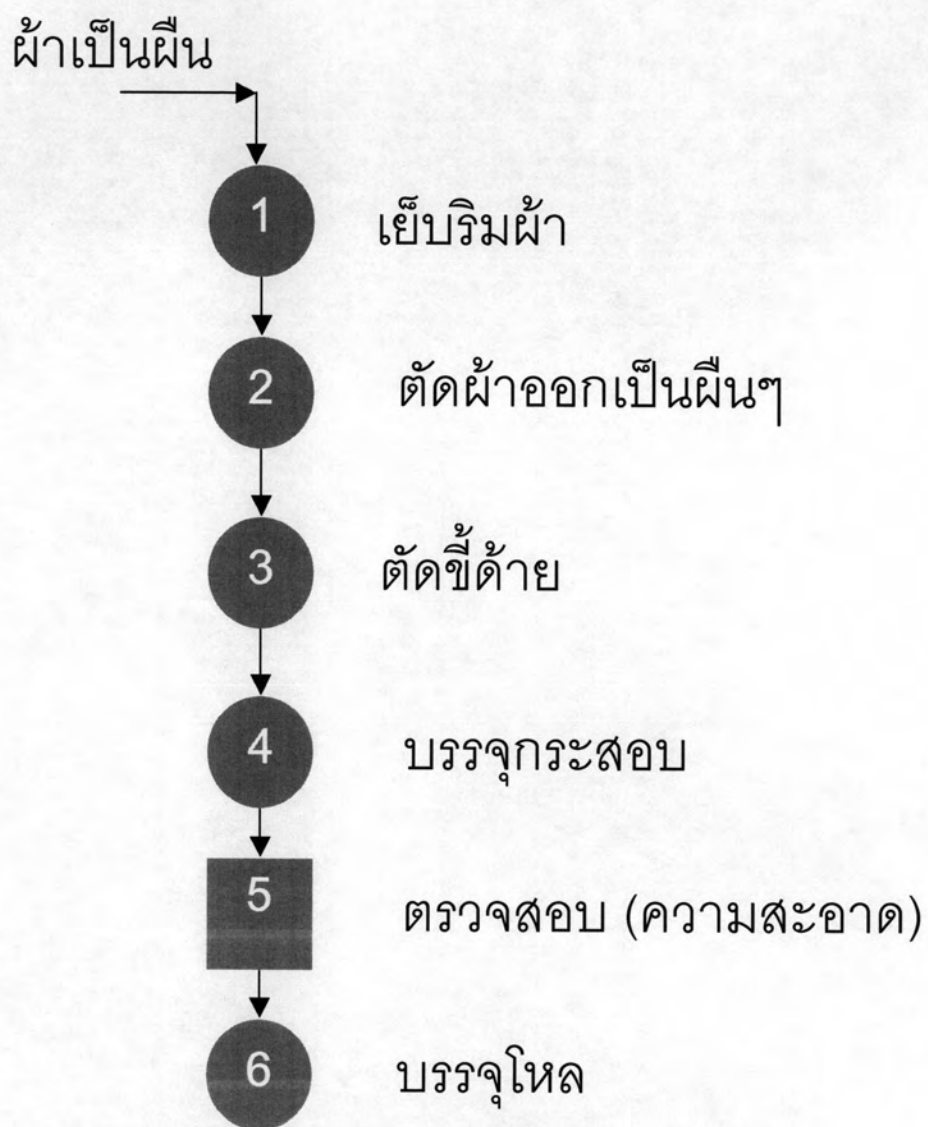 ผ้าเป็นผืน
1 เย็บริมผ้า
2 ตัดผ้าออกเป็นผืนๆ
3 ตัดขี้ด้าย
4 บรรจุกระสอบ
5 ตรวจสอบ (ความสะอาด)
6 บรรจุโหล